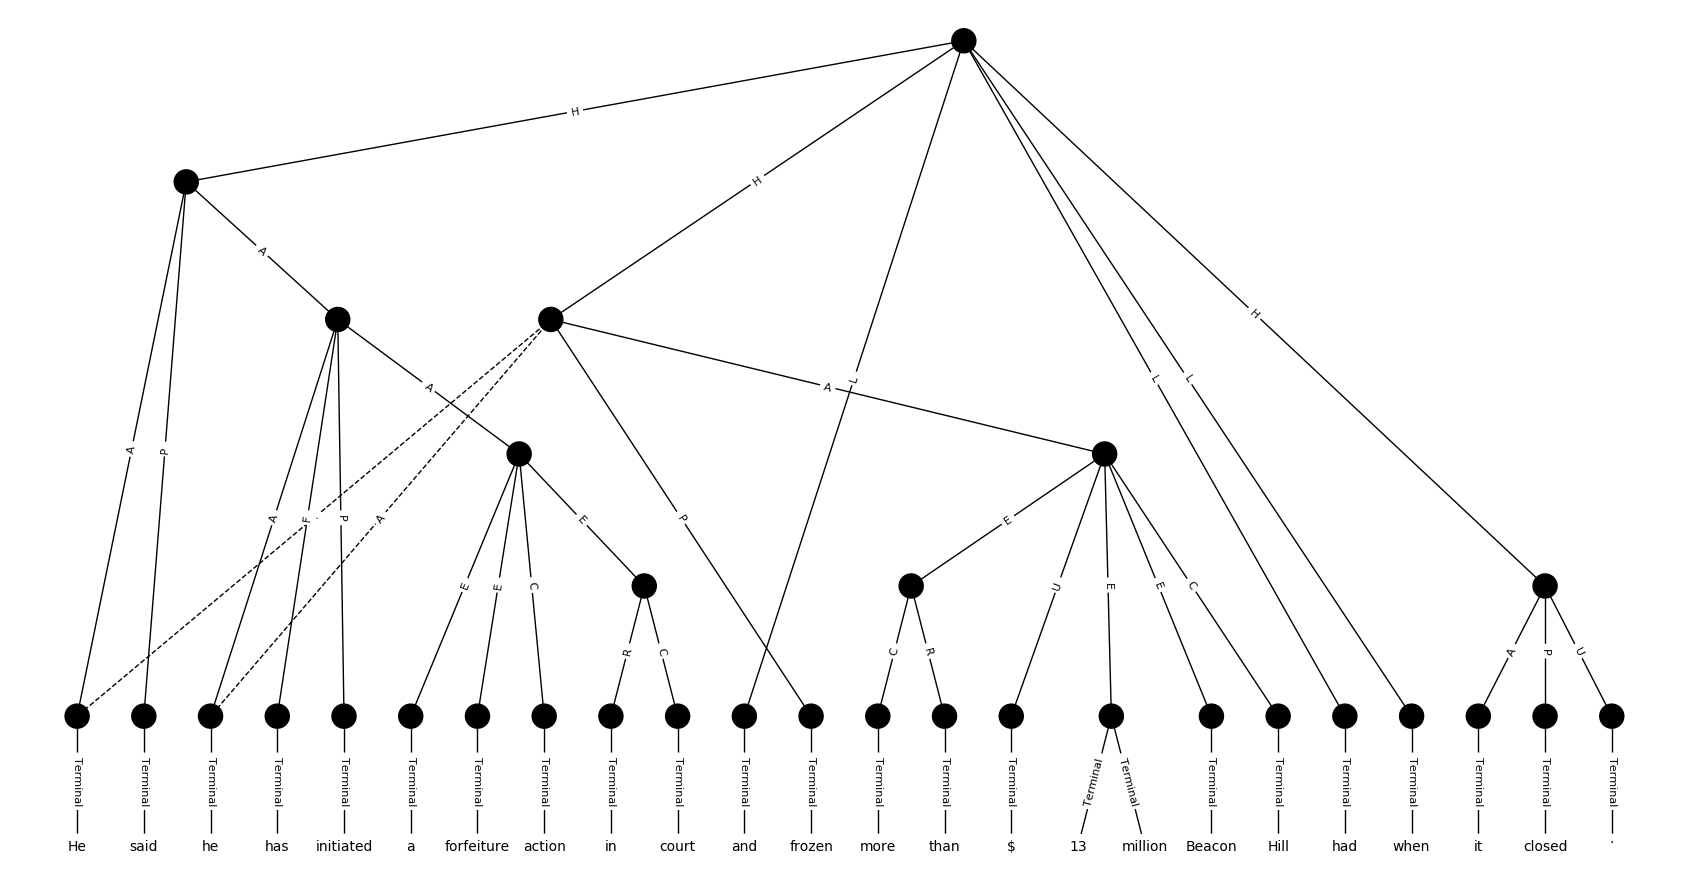 H
H
A
A
A
L
L
L
H
A
P
A
F
.
P
A
E
P
E
E
E
C
U
E
E
C
R
C
C
R
A
P
U
Terminal Terminal Terminal Terminal Terminal Terminal Terminal Terminal Terminal Terminal Terminal Terminal Terminal Terminal Terminal Terminal Terminal Terminal Terminal Terminal Terminal Terminal Terminal Terminal
He said he has initiated a forfeiture action in court and frozen more than $ 13 million Beacon Hill had when it closed .